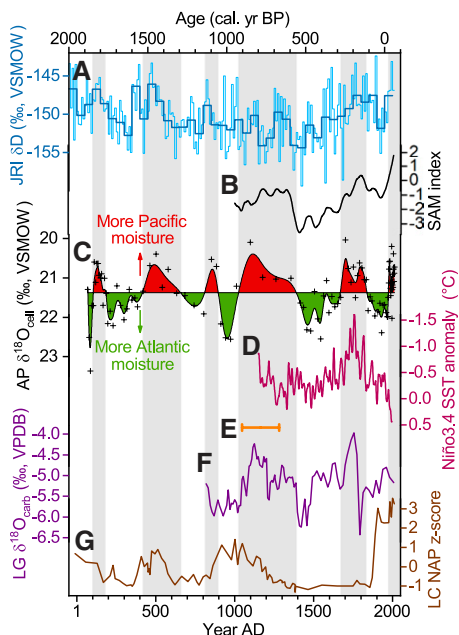 Age (cal. yr BP)
2000 1500 1000 500 0
A
-145
-150
-155
JRI δD (‰, VSMOW)
B
2
1
0
-1
-2
-3
SAM index
C
More Pacific
moisture
20
21
22
23
AP δ18Ocell (‰, VSMOW)
More Atlantic
moisture
D
-1.5
-1.0
-0.5
0.0
0.5
Niño3.4 SST anomaly (°C)
E
F
-4.0
-4.5
-5.0
-5.5
-6.0
-6.5
LG δ18Ocarb (‰, VPDB)
G
3
2
1
0
-1
LC NAP z-score
1 500 1000 1500 2000
Year AD